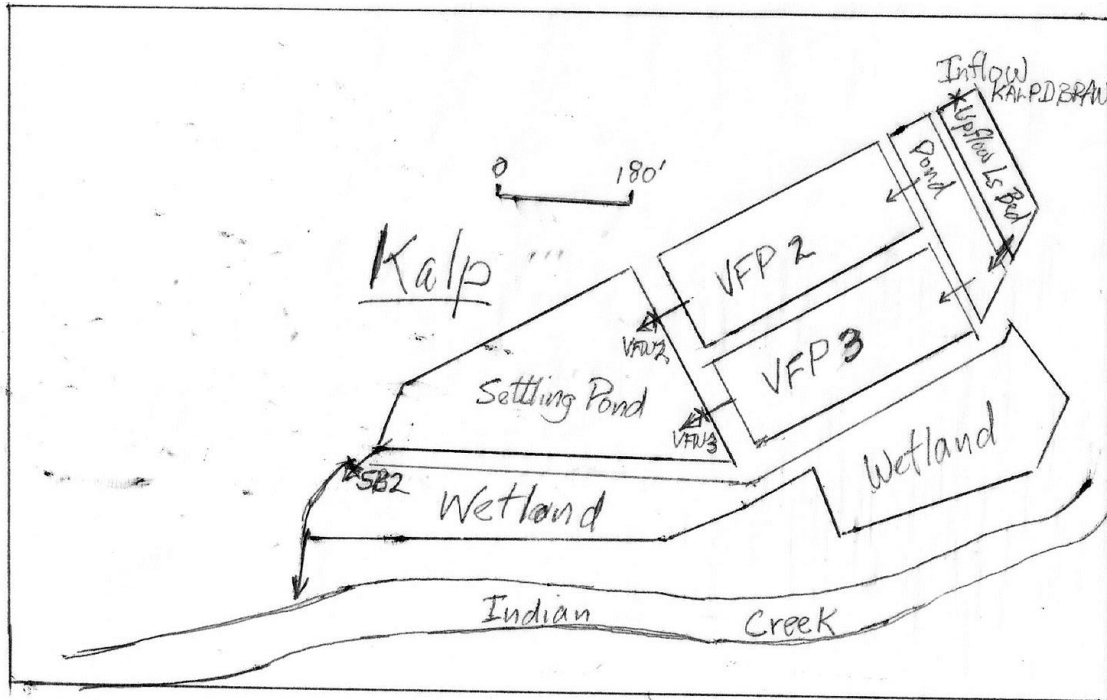 Inflow
KALPIDBRAW
Upflow Ls Bed
Pond
0 180'
Kalp
VFP 2
VFP 3
VFW2
VFW3
Settling Pond
SB2
Wetland
Wetland
Indian Creek